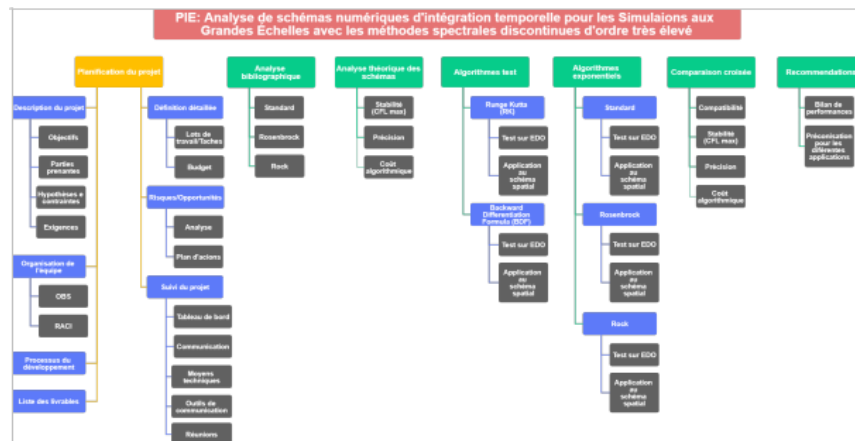 PIE: Analyse de schémas numériques d'intégration temporelle pour les Simulaions aux
Grandes Échelles avec les méthodes spectrales discontinues d'ordre très élevé
Planification du projet
Description du projet
Objectifs
Parties
prenantes
Hypothèses e
contraintes
Exigences
Organisation de
l'equipe
OBS
RACI
Processus du
développement
Liste des livrables
Définition détaillée
Lots de
travail/taches
Budget
Risques/Opportunités
Analyse
Plan d'acions
Suivi du projet
Tableau de bord
Communication
Moyens
techniques
Outils de
communication
Réunions
Analyse
bibliographique
Standard
Rosenbrock
Rock
Analyse théorique des
schémas
Stabilité
(CFL max)
Précision
Coût
algorithmique
Algorithmes test
Runge Kutta
(RK)
Test sur EDO
Application
au
schéma
spatial
Backward
Differentiation
Formula (BDF)
Test sur EDO
Application
au
schéma
spatial
Algorithmes
exponentiels
Standard
Test sur EDO
Application
au
schéma
spatial
Rosenbrock
Test sur EDO
Application
au
schéma
spatial
Rock
Test sur EDO
Application
au
schéma
spatial
Comparaison croisée
Compatibilité
Stabilité
(CFL max)
Précision
Coût
algorithmique
Recommendations
Bilan de
performances
Préconisation
pour les
diférentes
applications